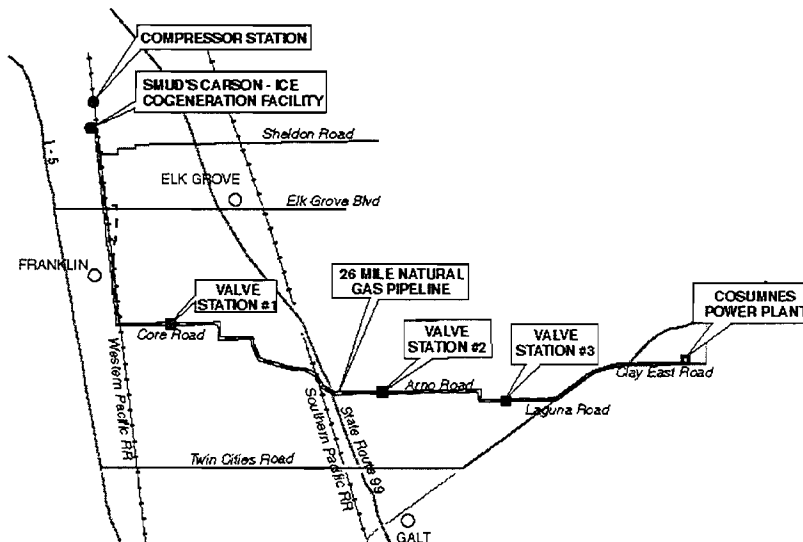 COMPRESSOR STATION
SMUD'S CARSON - ICE
COGENERATION FACILITY
Sheldon Road
I - 5
ELK GROVE
Elk Grove Blvd
FRANKLIN
VALVE
STATION #1
26 MILE NATURAL
GAS PIPELINE
COSUMNES
POWER PLANT
VALVE
STATION #2
VALVE
STATION #3
Core Road
Clay East Road
Arno Road
Laguna Road
Western Pacific RR
Southern Pacific RR
State Route 99
Twin Cities Road
GALT